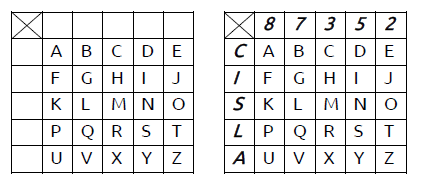 8 7 3 5 2
A B C D E C A B C D E
F G H I J I F G H I J
K L M N O S K L M N O
P Q R S T L P Q R S T
U V X Y Z A U V X Y Z